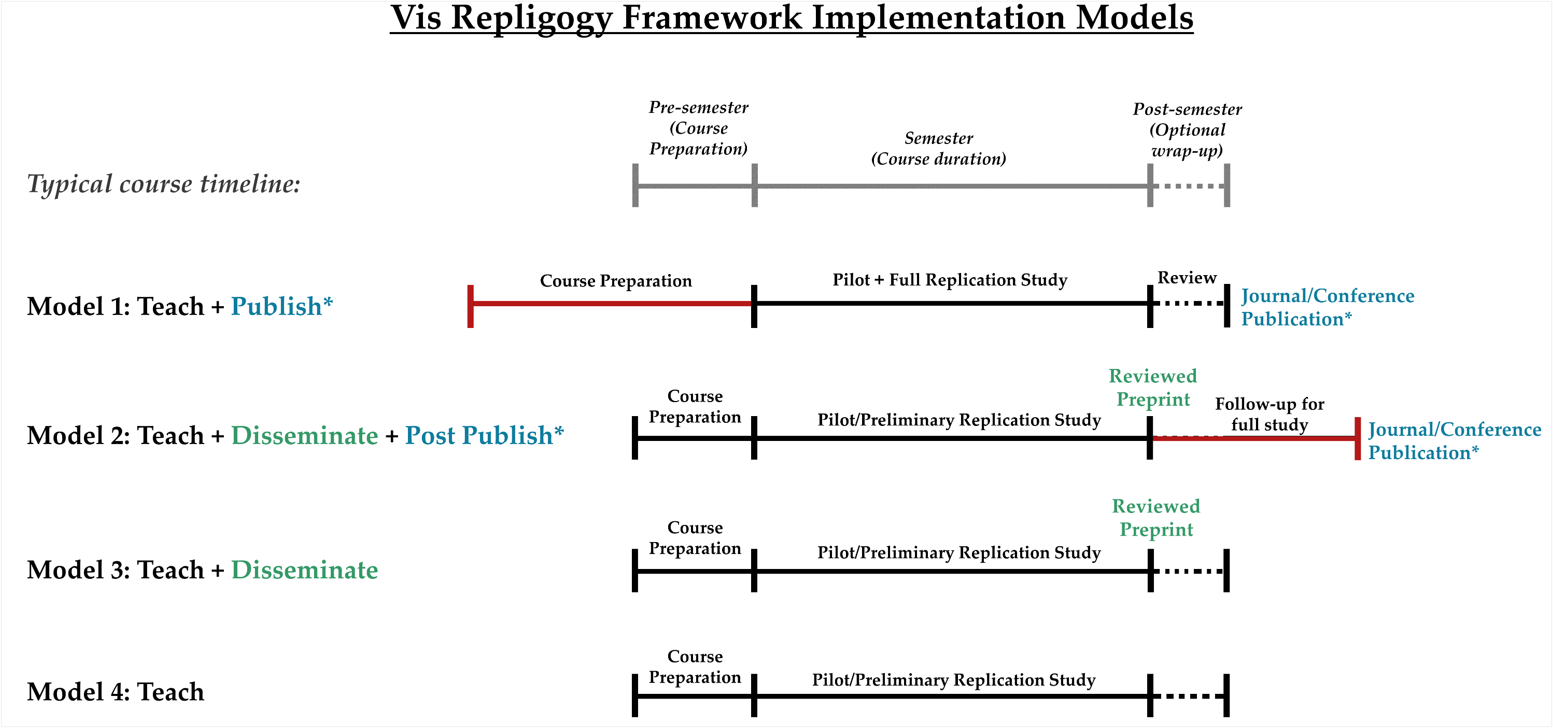 Vis Repligogy Framework Implementation Models
Typical course timeline:
Pre-semester
(Course
Preparation)
Semester
(Course duration)
Post-semester
(Optional
wrap-up)
Model 1: Teach + Publish*
Course Preparation
Pilot + Full Replication Study
Review
Journal/Conference
Publication*
Model 2: Teach + Disseminate + Post Publish*
Course
Preparation
Pilot/Preliminary Replication Study
Reviewed
Preprint
Follow-up for
full study
Journal/Conference
Publication*
Model 3: Teach + Disseminate
Course
Preparation
Pilot/Preliminary Replication Study
Reviewed
Preprint
Model 4: Teach
Course
Preparation
Pilot/Preliminary Replication Study